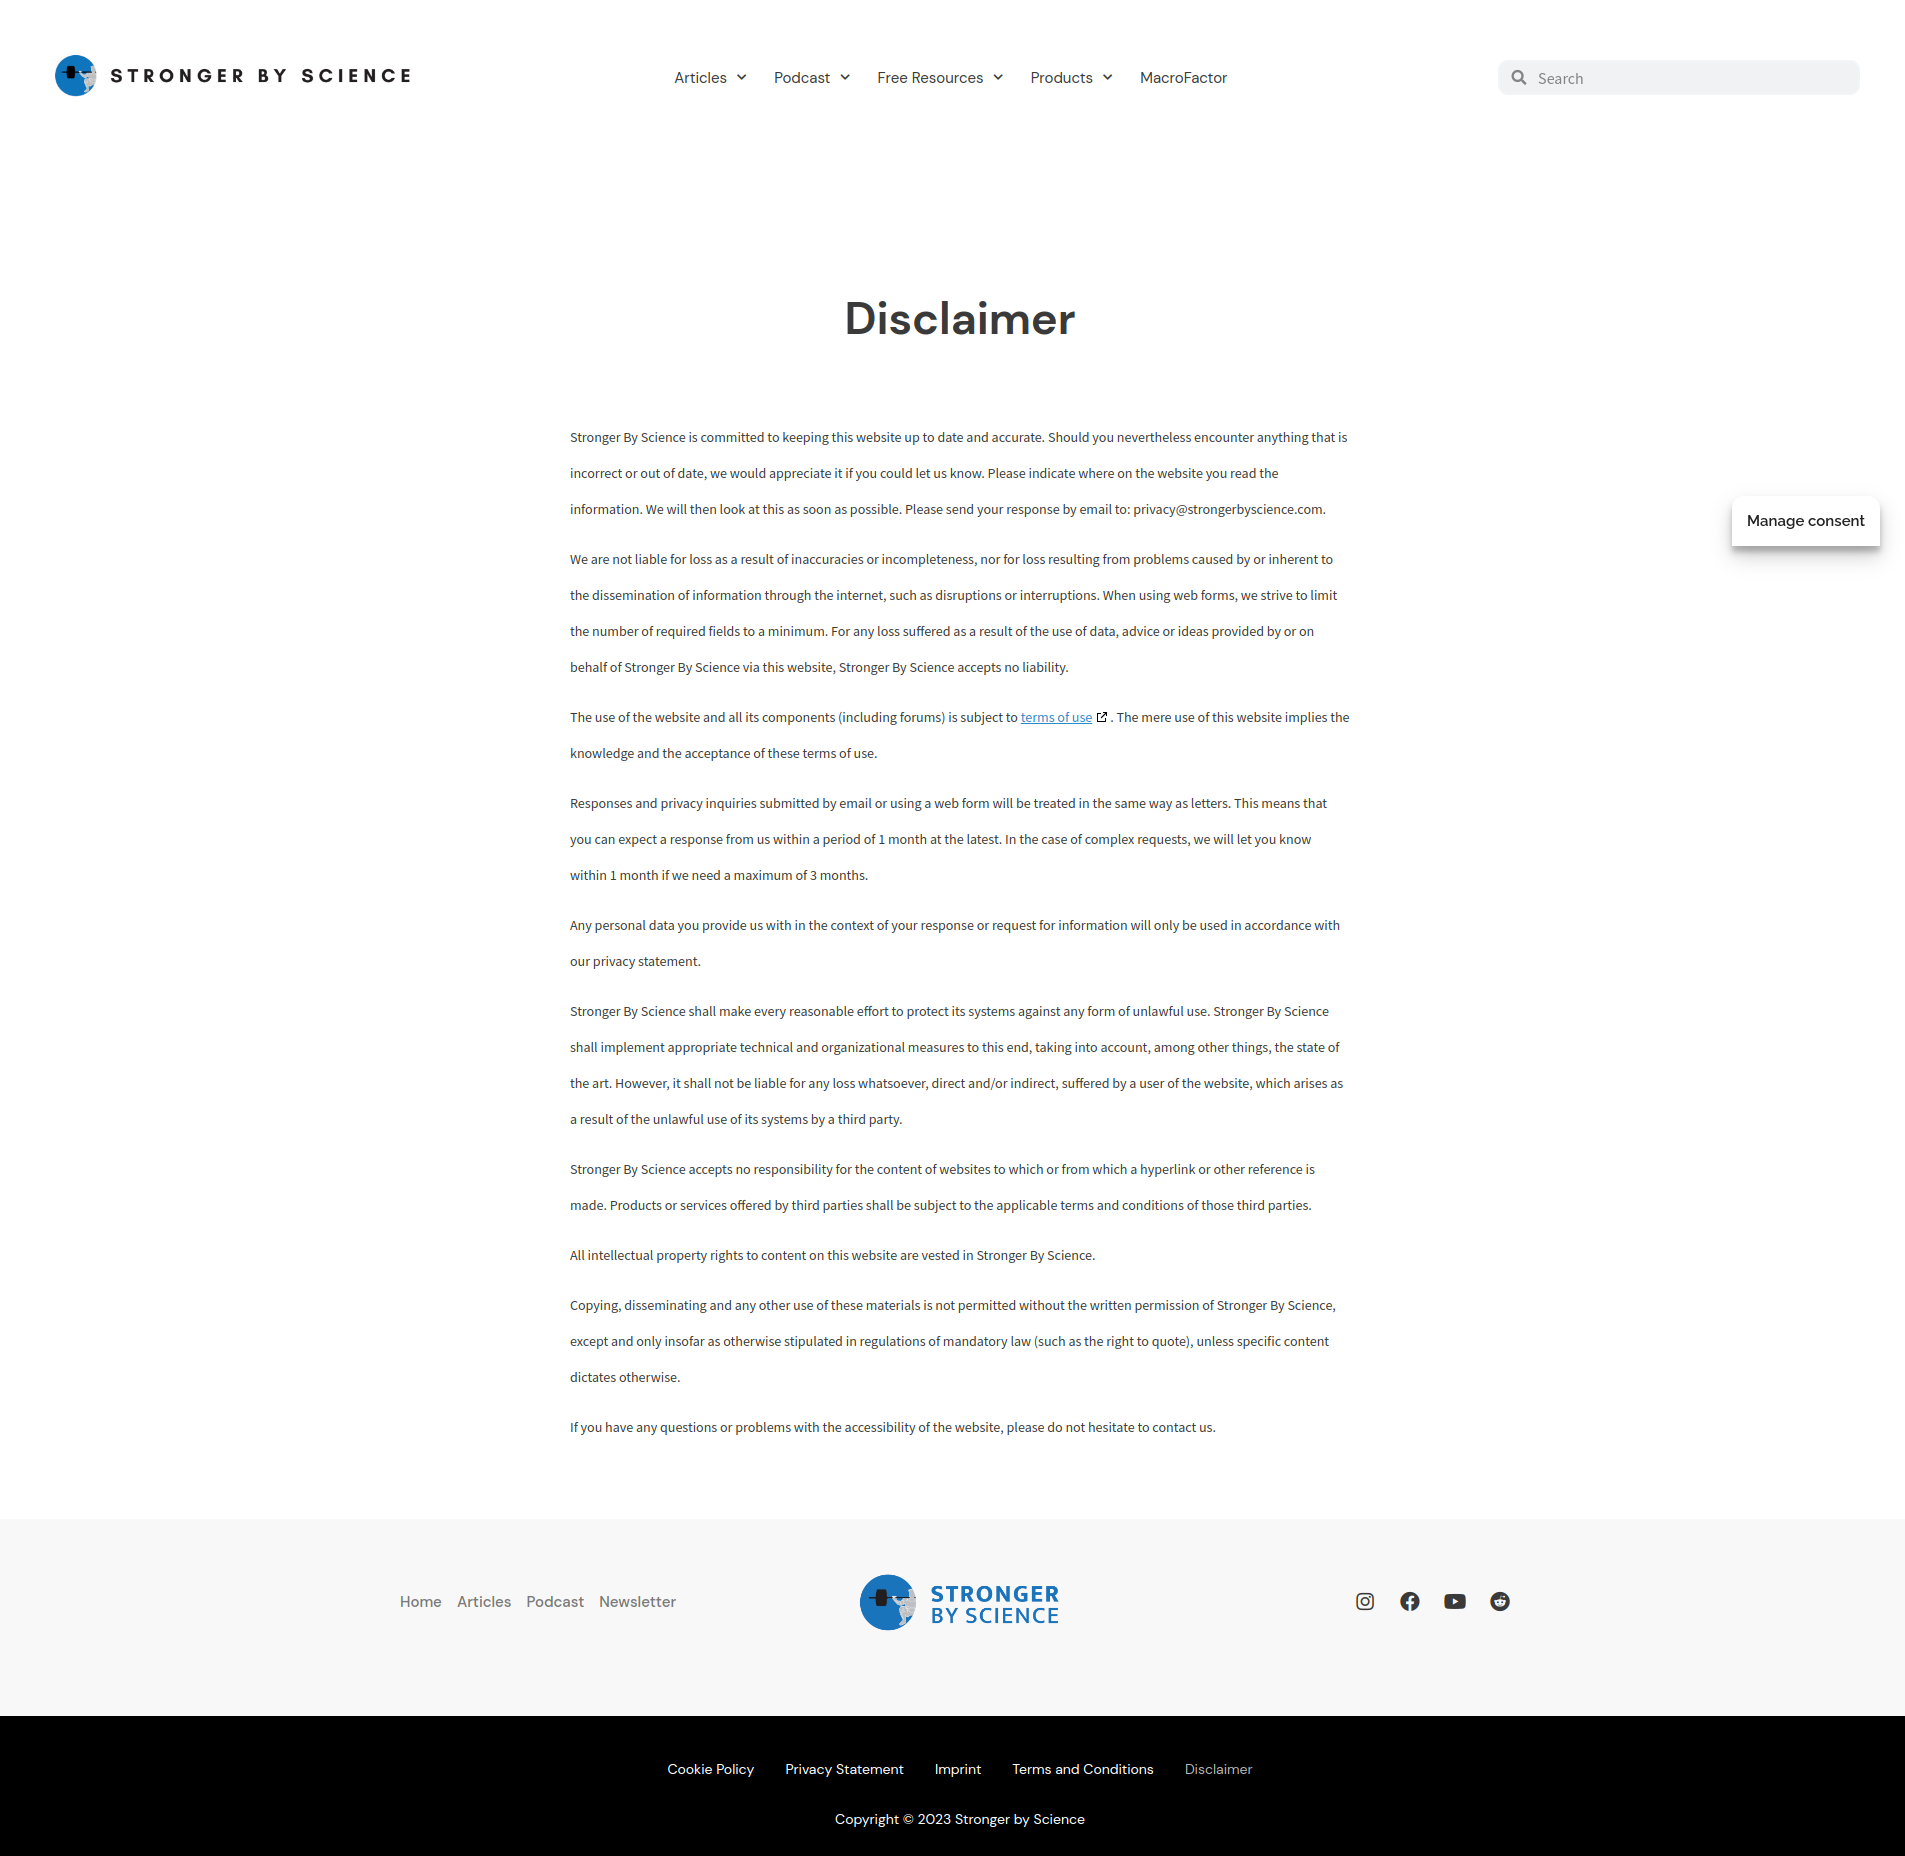 STRONGER BY SCIENCE
Articles Podcast Free Resources Products MacroFactor
Search
Disclaimer
Stronger By Science is committed to keeping this website up to date and accurate. Should you nevertheless encounter anything that is
incorrect or out of date, we would appreciate it if you could let us know. Please indicate where on the website you read the
information. We will then look at this as soon as possible. Please send your response by email to: privacy@strongerbyscience.com.
Manage consent
We are not liable for loss as a result of inaccuracies or incompleteness, nor for loss resulting from problems caused by or inherent to
the dissemination of information through the internet, such as disruptions or interruptions. When using web forms, we strive to limit
the number of required fields to a minimum. For any loss suffered as a result of the use of data, advice or ideas provided by or on
behalf of Stronger By Science via this website, Stronger By Science accepts no liability.
The use of the website and all its components (including forums) is subject to terms of use . The mere use of this website implies the
knowledge and the acceptance of these terms of use.
Responses and privacy inquiries submitted by email or using a web form will be treated in the same way as letters. This means that
you can expect a response from us within a period of 1 month at the latest. In the case of complex requests, we will let you know
within 1 month if we need a maximum of 3 months.
Any personal data you provide us with in the context of your response or request for information will only be used in accordance with
our privacy statement.
Stronger By Science shall make every reasonable effort to protect its systems against any form of unlawful use. Stronger By Science
shall implement appropriate technical and organizational measures to this end, taking into account, among other things, the state of
the art. However, it shall not be liable for any loss whatsoever, direct and/or indirect, suffered by a user of the website, which arises as
a result of the unlawful use of its systems by a third party.
Stronger By Science accepts no responsibility for the content of websites to which or from which a hyperlink or other reference is
made. Products or services offered by third parties shall be subject to the applicable terms and conditions of those third parties.
All intellectual property rights to content on this website are vested in Stronger By Science.
Copying, disseminating and any other use of these materials is not permitted without the written permission of Stronger By Science,
except and only insofar as otherwise stipulated in regulations of mandatory law (such as the right to quote), unless specific content
dictates otherwise.
If you have any questions or problems with the accessibility of the website, please do not hesitate to contact us.
Home Articles Podcast Newsletter
STRONGER
BY SCIENCE
Cookie Policy Privacy Statement Imprint Terms and Conditions Disclaimer
Copyright © 2023 Stronger by Science